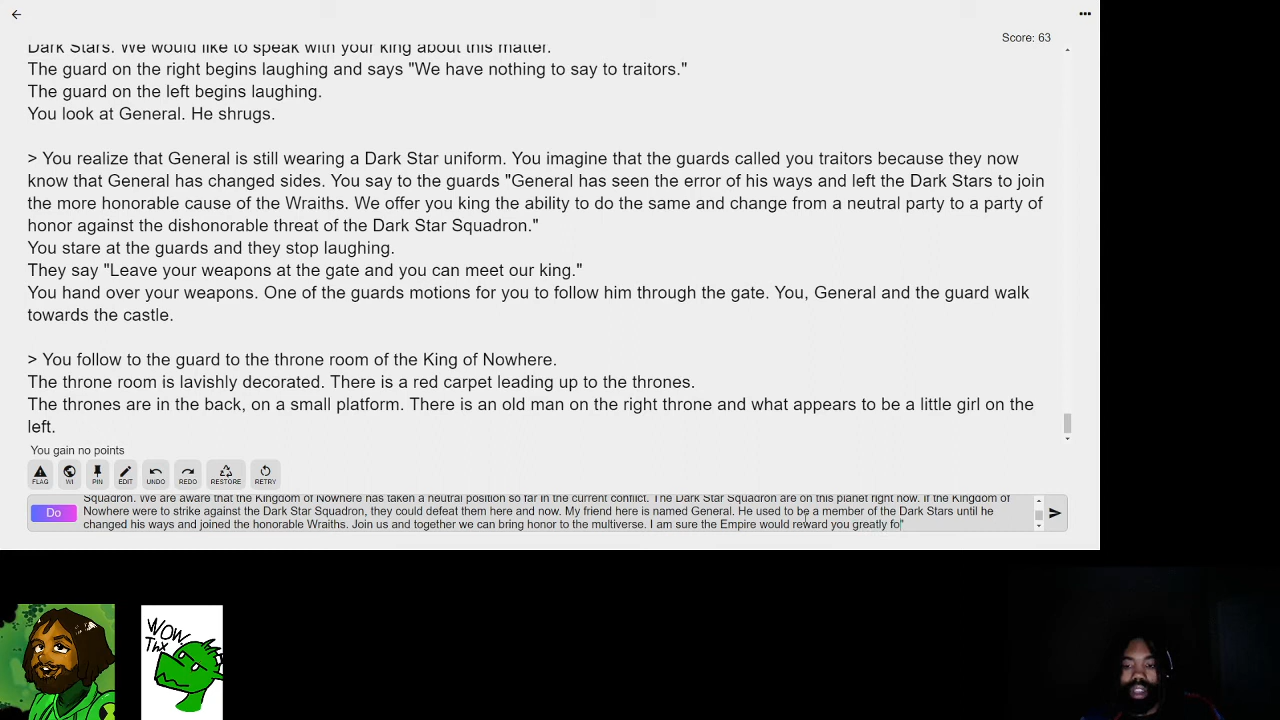 Score: 63
Dark Stars. We would like to speak with your king about this matter.
The guard on the right begins laughing and says "We have nothing to say to traitors."
The guard on the left begins laughing.
You look at General. He shrugs.
> You realize that General is still wearing a Dark Star uniform. You imagine that the guards called you traitors because they now
know that General has changed sides. You say to the guards "General has seen the error of his ways and left the Dark Stars to join
the more honorable cause of the Wraiths. We offer you king the ability to do the same and change from a neutral party to a party of
honor against the dishonorable threat of the Dark Star Squadron."
You stare at the guards and they stop laughing.
They say "Leave your weapons at the gate and you can meet our king."
You hand over your weapons. One of the guards motions for you to follow him through the gate. You, General and the guard walk
towards the castle.
> You follow to the guard to the throne room of the King of Nowhere.
The throne room is lavishly decorated. There is a red carpet leading up to the thrones.
The thrones are in the back, on a small platform. There is an old man on the right throne and what appears to be a little girl on the
left.
You gain no points
FLAG WI PIN EDIT UNDO REDO RESTORE RETRY
Squadron. We are aware that the Kingdom of Nowhere has taken a neutral position so far in the current conflict. The Dark Star Squadron are on this planet right now. If the Kingdom of
Do Nowhere were to strike against the Dark Star Squadron, they could defeat them here and now. My friend here is named General. He used to be a member of the Dark Stars until he
changed his ways and joined the honorable Wraiths. Join us and together we can bring honor to the multiverse. I am sure the Empire would reward you greatly fo"
WOW
Thx